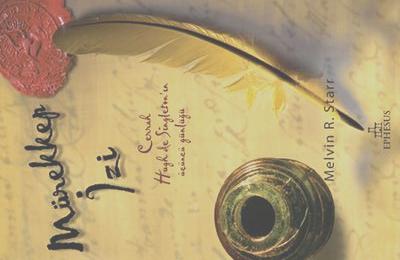 Mürekkep
İzi
Cerrah
Hugh de Singleton'ın
üçüncü günlüğü
Melvin R. Starr
EPHESUS